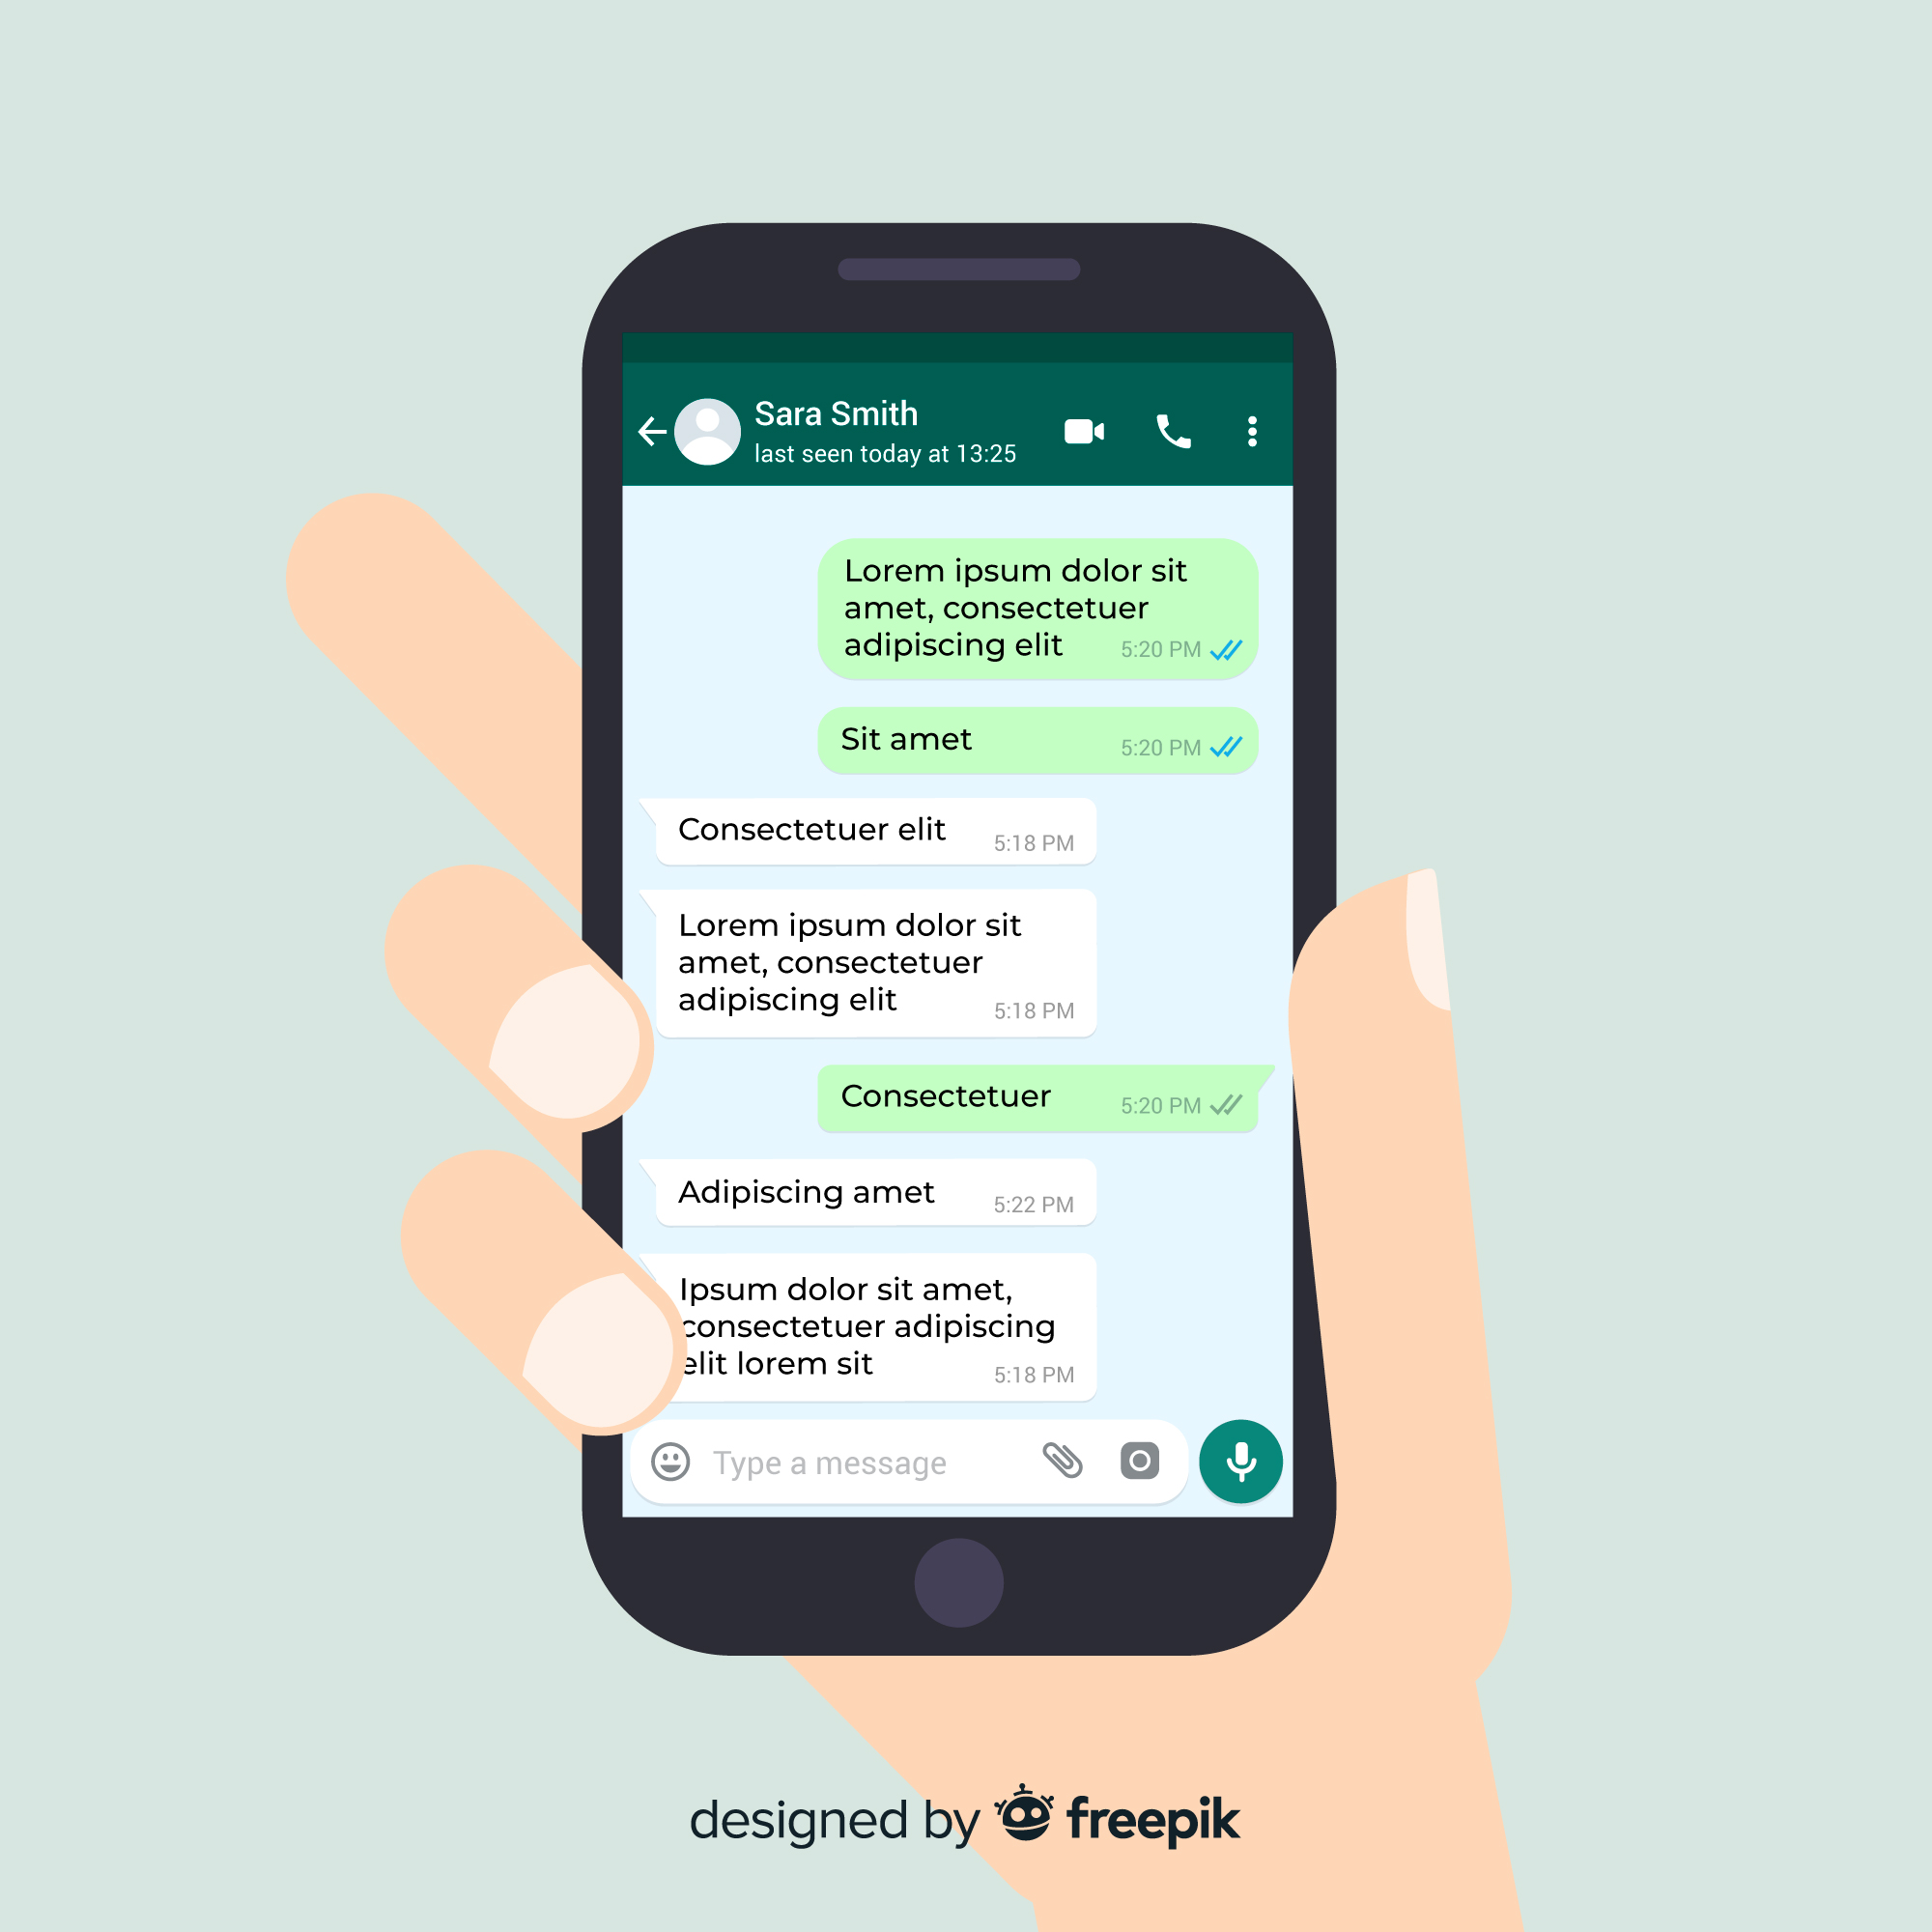 Sara Smith
last seen today at 13:25
Lorem ipsum dolor sit
amet, consectetuer
adipiscing elit 5:20 PM
Sit amet 5:20 PM
Consectetuer elit 5:18 PM
Lorem ipsum dolor sit
amet, consectetuer
adipiscing elit 5:18 PM
Consectetuer 5:20 PM
Adipiscing amet 5:22 PM
Ipsum dolor sit amet,
consectetuer adipiscing
elit lorem sit 5:18 PM
Type a message
designed by freepik